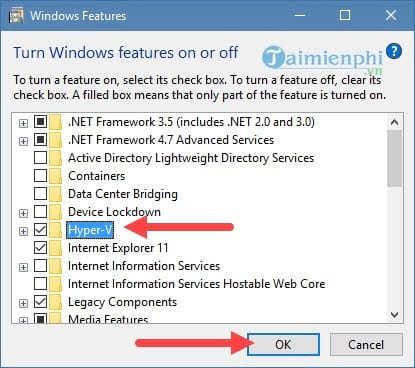 Windows Features
Turn Windows features on or off
Taimienphi
.vn
To turn a feature on, select its check box. To turn a feature off, clear its
check box. A filled box means that only part of the feature is turned on.
.NET Framework 3.5 (includes .NET 2.0 and 3.0)
.NET Framework 4.7 Advanced Services
Active Directory Lightweight Directory Services
Containers
Data Center Bridging
Device Lockdown
Hyper-V
Internet Explorer 11
Internet Information Services
Internet Information Services Hostable Web Core
Legacy Components
Media Features
OK
Cancel